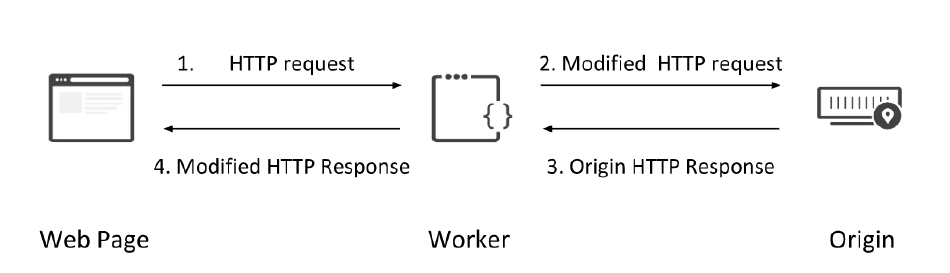 1. HTTP request
2. Modified HTTP request
4. Modified HTTP Response
3. Origin HTTP Response
Web Page
Worker
Origin